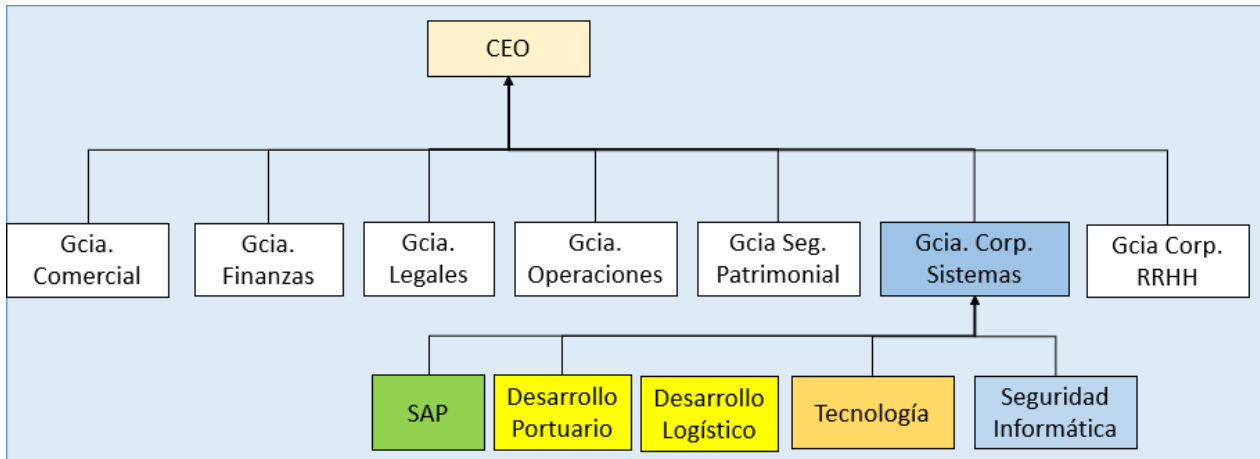 CEO
Gcia.
Comercial
Gcia.
Finanzas
Gcia.
Legales
Gcia.
Operaciones
Gcia Seg.
Patrimonial
Gcia. Corp.
Sistemas
Gcia Corp.
RRHH
SAP
Desarrollo
Portuario
Desarrollo
Logístico
Tecnología
Seguridad
Informática